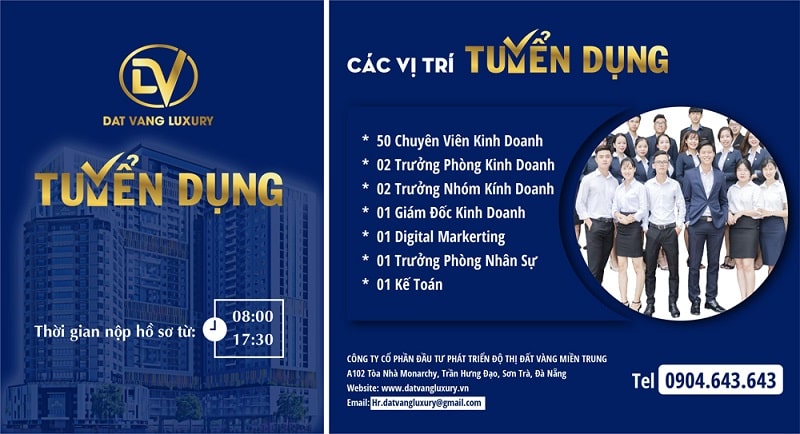 DV
DAT VANG LUXURY
TUYỂN DỤNG
Thời gian nộp hồ sơ từ:
08:00
17:30
CÁC VỊ TRÍ TUYỂN DỤNG
* 50 Chuyên Viên Kinh Doanh
* 02 Trưởng Phòng Kinh Doanh
* 02 Trưởng Nhóm Kính Doanh
* 01 Giám Đốc Kinh Doanh
* 01 Digital Markerting
* 01 Trưởng Phòng Nhân Sự
* 01 Kế Toán
CÔNG TY CỔ PHẦN ĐẦU TƯ PHÁT TRIỂN ĐỘ THỊ ĐẤT VÀNG MIỀN TRUNG
A102 Tòa Nhà Monarchy, Trần Hưng Đạo, Sơn Trà, Đà Nẵng
Website: www.datvangluxury.vn
Email: Hr.datvangluxury@gmail.com
Tel 0904.643.643